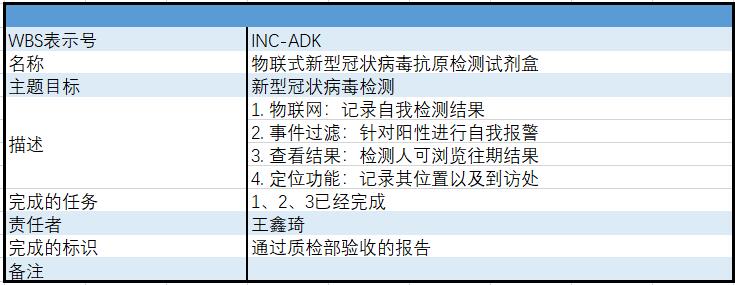 WBS表示号 INC-ADK
名称 物联式新型冠状病毒抗原检测试剂盒
主题目标 新型冠状病毒检测
描述
1. 物联网：记录自我检测结果
2. 事件过滤：针对阳性进行自我报警
3. 查看结果：检测人可浏览往期结果
4. 定位功能：记录其位置以及到访处
完成的任务 1、2、3已经完成
责任者 王鑫琦
完成的标识 通过质检部验收的报告
备注